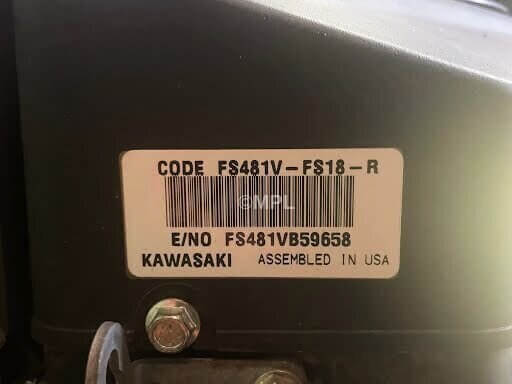 CODE FS481V-FS18-R
©MPL
E/NO FS481VB59658
KAWASAKI ASSEMBLED IN USA